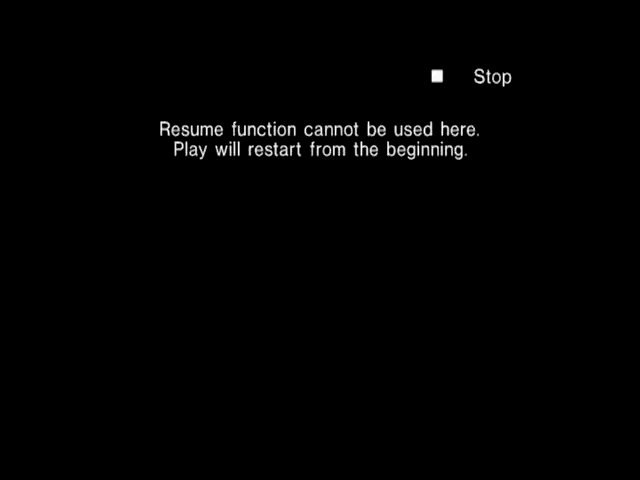 Stop
Resume function cannot be used here.
Play will restart from the beginning.